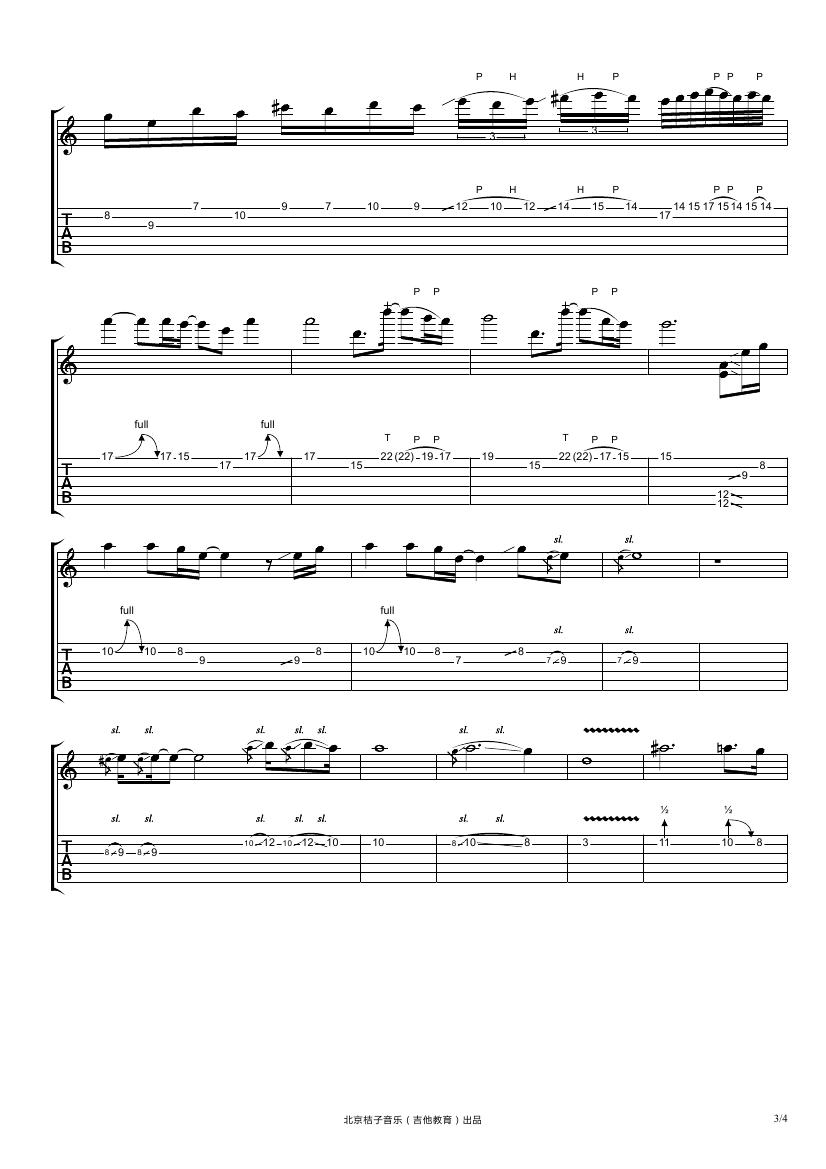 P H H P P P P
3 3
P H H P P P P
8 9 7 10 9 7 10 9 12 10 12 14 15 14 17 14 15 17 15 14 15 14
T
A
B
P P P P
full full T P P T P P
17 17 15 17 17 17 15 22 (22) 19 17 19 15 22 (22) 17 15 15 12 12 9 8
T
A
B
sl. sl.
full full sl. sl.
10 10 8 9 9 8 10 10 8 7 8 7 9 7 9
T
A
B
sl. sl. sl. sl. sl. sl. sl.
sl. sl. sl. sl. sl. sl. sl. ½ ½
8 9 8 9 10 12 10 12 10 10 8 10 8 3 11 10 8
T
A
B
北京桔子音乐（吉他教育）出品
3/4